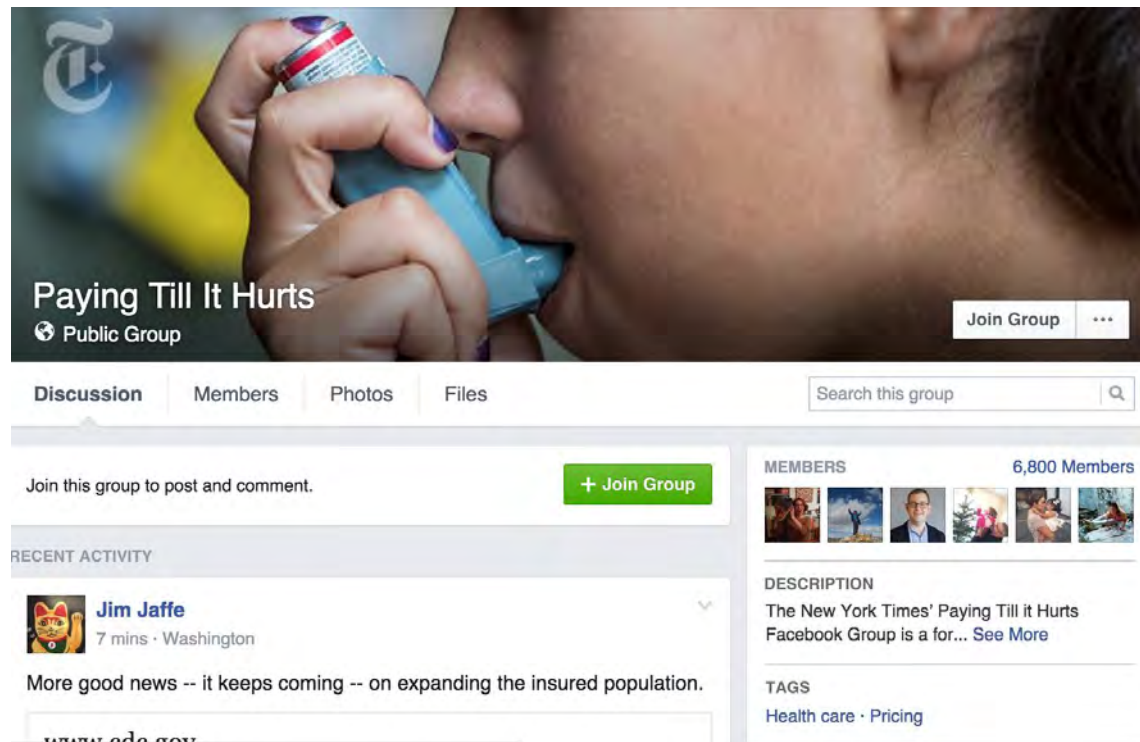 T
Paying Till It Hurts
Public Group
Join Group
Discussion Members Photos Files
Search this group
Join this group to post and comment.
+ Join Group
RECENT ACTIVITY
Jim Jaffe
7 mins · Washington
More good news -- it keeps coming -- on expanding the insured population.
MEMBERS 6,800 Members
DESCRIPTION
The New York Times' Paying Till it Hurts
Facebook Group is a for... See More
TAGS
Health care · Pricing